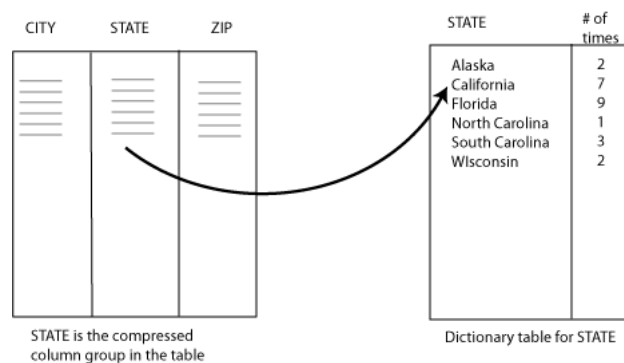 CITY STATE ZIP
STATE # of times
Alaska 2
California 7
Florida 9
North Carolina 1
South Carolina 3
WIsconsin 2
STATE is the compressed
column group in the table
Dictionary table for STATE